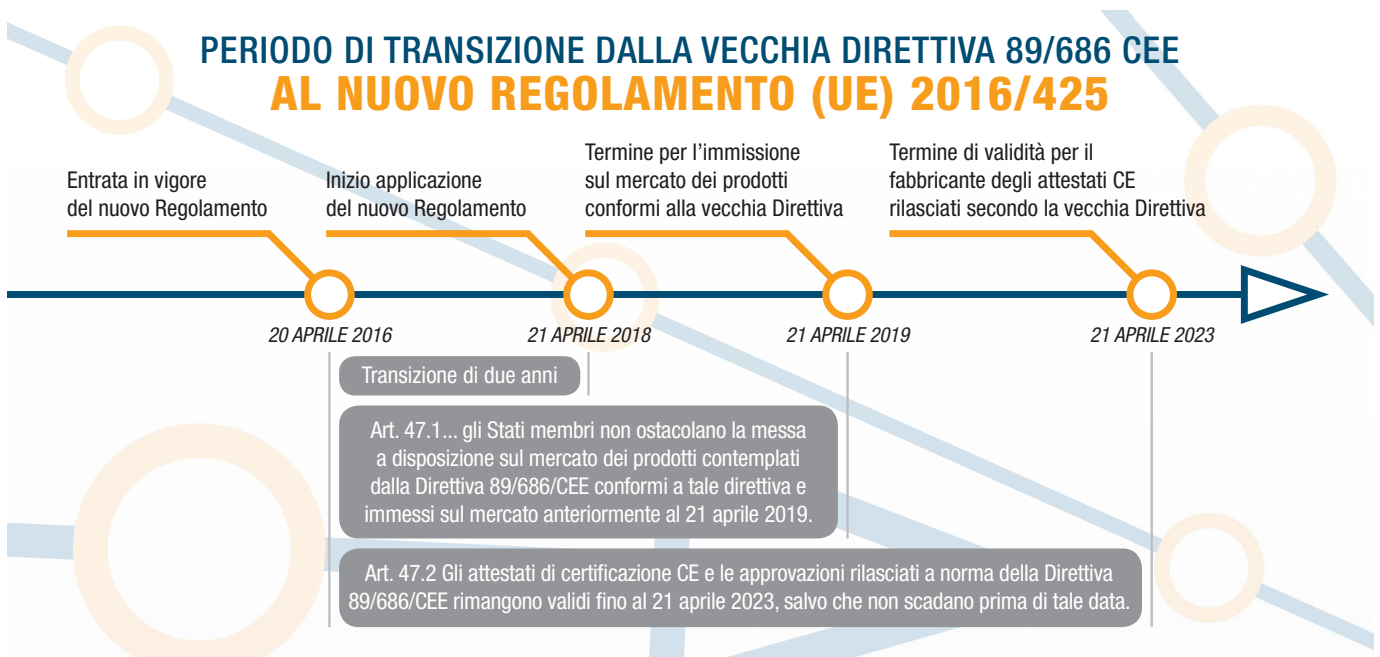 PERIODO DI TRANSIZIONE DALLA VECCHIA DIRETTIVA 89/686 CEE
AL NUOVO REGOLAMENTO (UE) 2016/425
Entrata in vigore
del nuovo Regolamento
Inizio applicazione
del nuovo Regolamento
Termine per l’immissione
sul mercato dei prodotti
conformi alla vecchia Direttiva
Termine di validità per il
fabbricante degli attestati CE
rilasciati secondo la vecchia Direttiva
20 APRILE 2016
21 APRILE 2018
21 APRILE 2019
21 APRILE 2023
Transizione di due anni
Art. 47.1... gli Stati membri non ostacolano la messa
a disposizione sul mercato dei prodotti contemplati
dalla Direttiva 89/686/CEE conformi a tale direttiva e
immessi sul mercato anteriormente al 21 aprile 2019.
Art. 47.2 Gli attestati di certificazione CE e le approvazioni rilasciati a norma della Direttiva
89/686/CEE rimangono validi fino al 21 aprile 2023, salvo che non scadano prima di tale data.